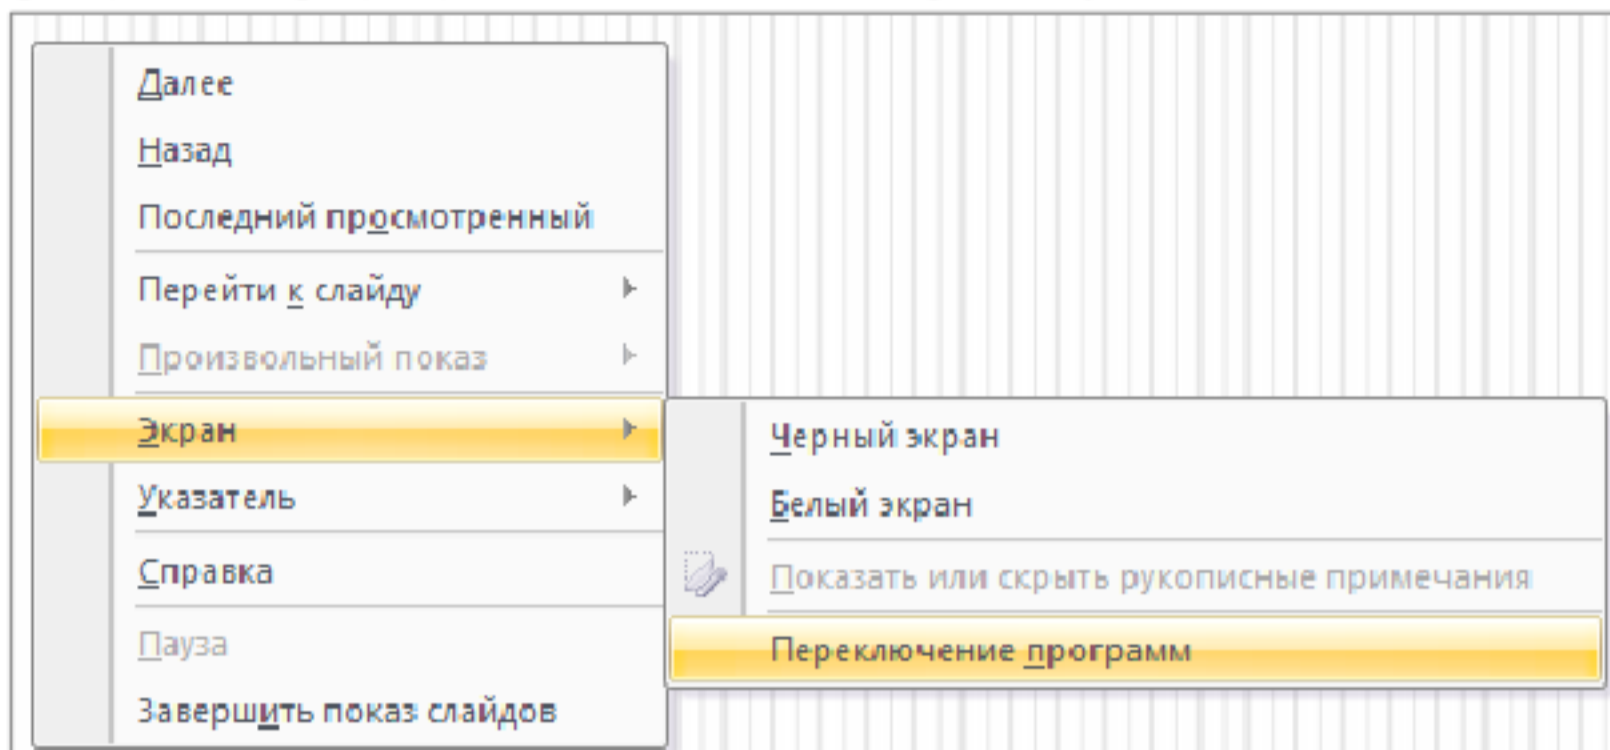 Далее
Назад
Последний просмотренный
Перейти к слайду
Произвольный показ
Экран
Указатель
Справка
Пауза
Завершить показ слайдов
Черный экран
Белый экран
Показать или скрыть рукописные примечания
Переключение программ